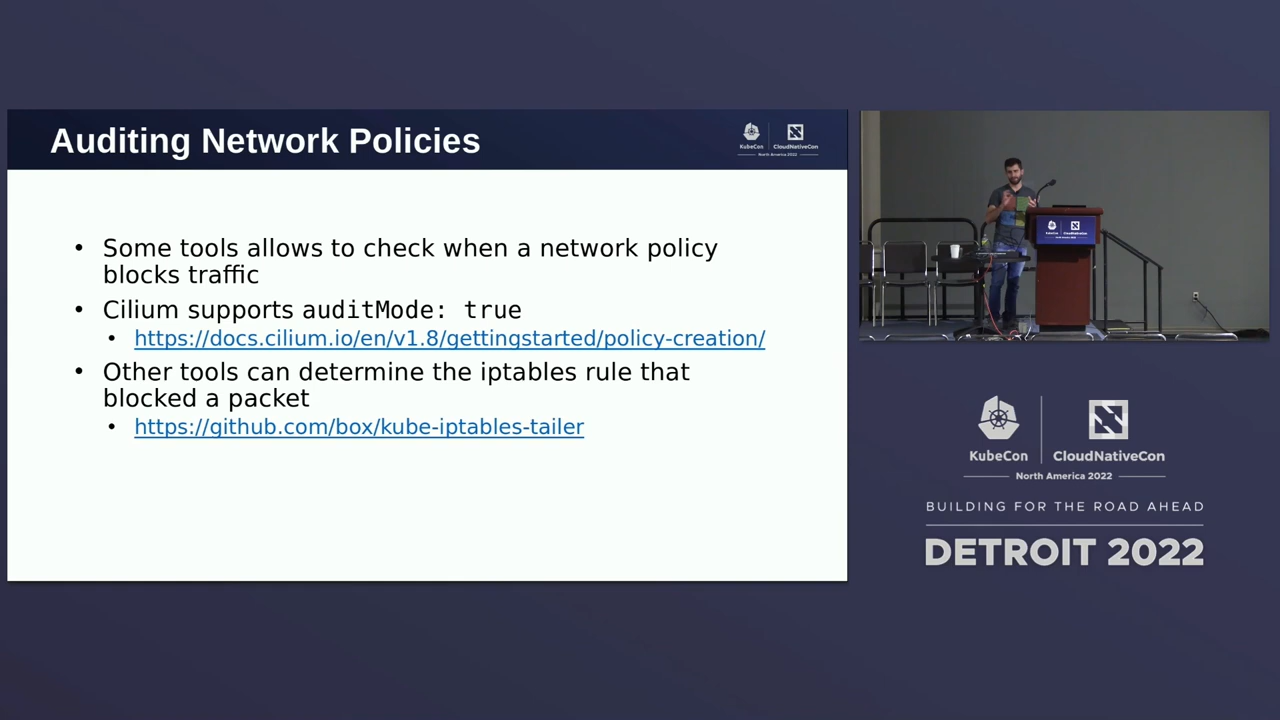 Auditing Network Policies
KubeCon
CloudNativeCon
North America 2022
• Some tools allows to check when a network policy
blocks traffic
• Cilium supports auditMode: true
• https://docs.cilium.io/en/v1.8/gettingstarted/policy-creation/
• Other tools can determine the iptables rule that
blocked a packet
• https://github.com/box/kube-iptables-tailer
KubeCon
CloudNativeCon
North America 2022
BUILDING FOR THE ROAD AHEAD
DETROIT 2022